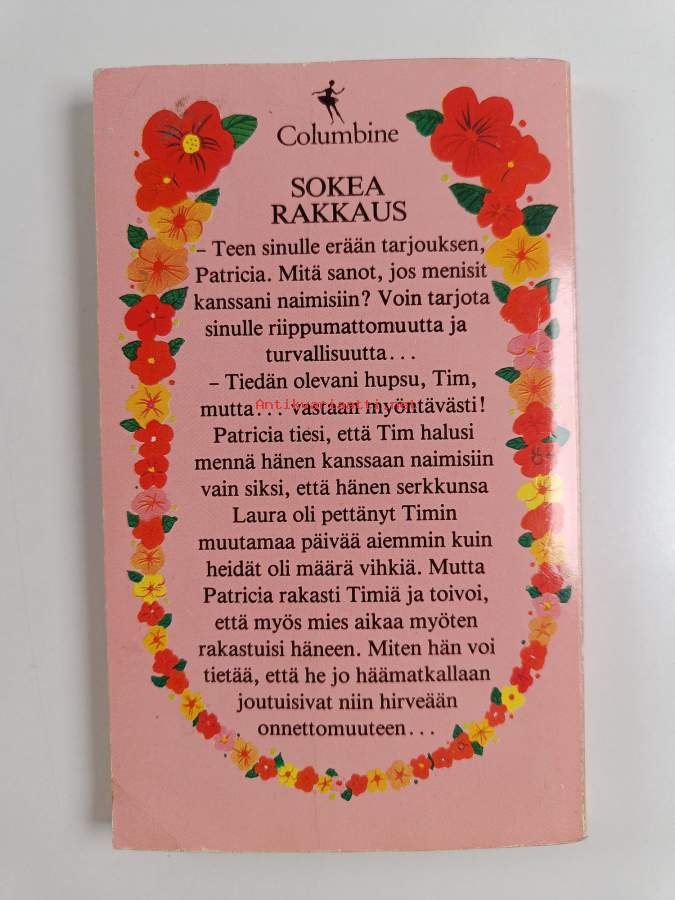 Columbine
SOKEA
RAKKAUS
– Teen sinulle erään tarjouksen,
Patricia. Mitä sanot, jos menisit
kanssani naimisiin? Voin tarjota
sinulle riippumattomuutta ja
turvallisuutta...
– Tiedän olevani hupsu, Tim,
mutta... vastaan myöntävästi!
Antikvariaatti.net
Patricia tiesi, että Tim halusi
mennä hänen kanssaan naimisiin
vain siksi, että hänen serkkunsa
Laura oli pettänyt Timin
muutamaa päivää aiemmin kuin
heidät oli määrä vihkiä. Mutta
Patricia rakasti Timiä ja toivoi,
että myös mies aikaa myöten
rakastuisi häneen. Miten hän voi
tietää, että he jo häämatkallaan
joutuisivat niin hirveään
onnettomuuteen...